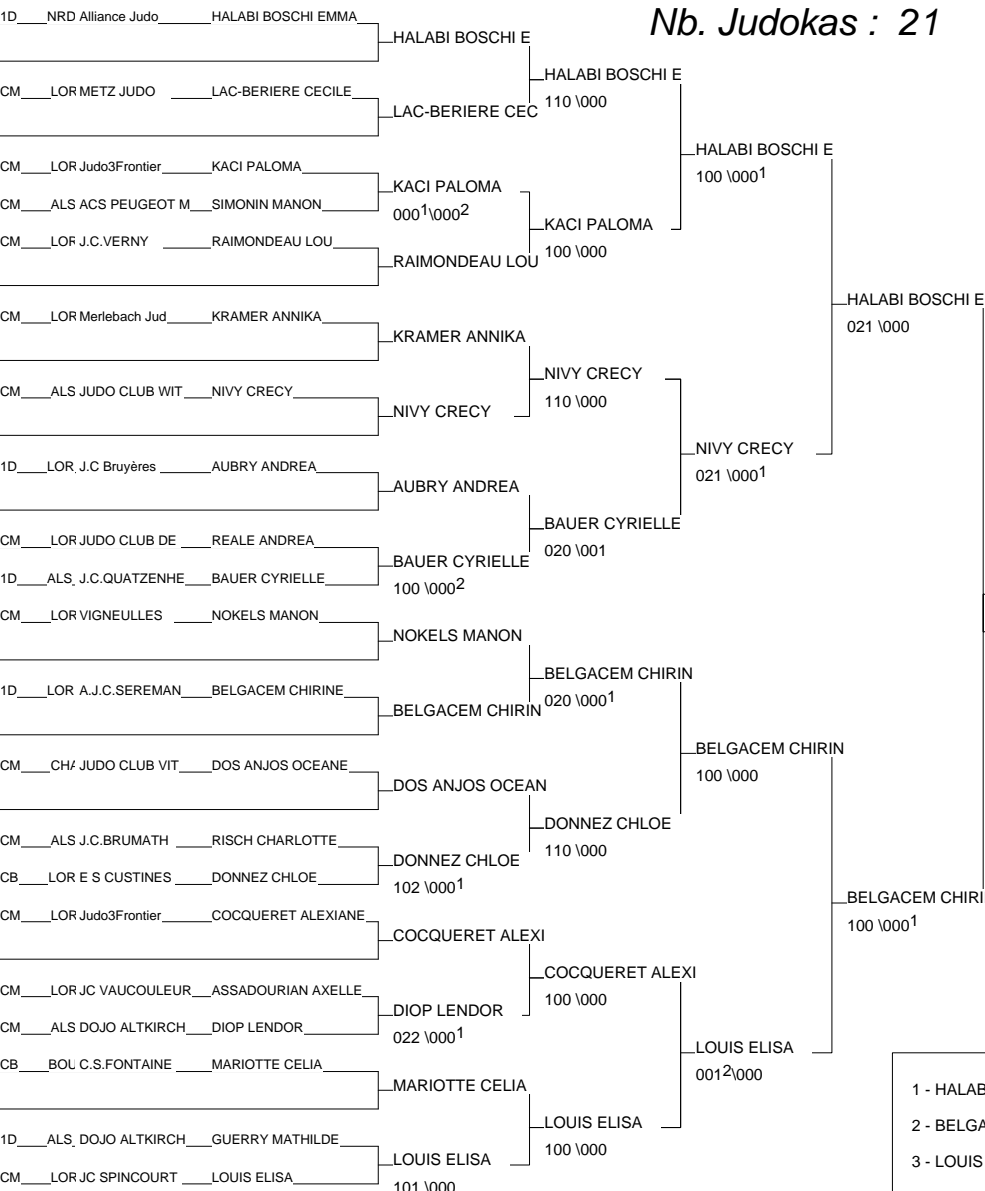 Nb. Judokas : 21
1D NRD Alliance Judo HALABI BOSCHI EMMA
HALABI BOSCHI E
HALABI BOSCHI E
110 \000
CM LOR METZ JUDO LAC-BERIERE CECILE
LAC-BERIERE CEC
HALABI BOSCHI E
100 \000¹
CM LOR Judo3Frontier KACI PALOMA
KACI PALOMA
000¹\000²
CM ALS ACS PEUGEOT M SIMONIN MANON
KACI PALOMA
100 \000
CM LOR J.C.VERNY RAIMONDEAU LOU
RAIMONDEAU LOU
HALABI BOSCHI E
021 \000
CM LOR Merlebach Jud KRAMER ANNIKA
KRAMER ANNIKA
NIVY CRECY
110 \000
CM ALS JUDO CLUB WIT NIVY CRECY
NIVY CRECY
NIVY CRECY
021 \000¹
1D LOR J.C Bruyères AUBRY ANDREA
AUBRY ANDREA
BAUER CYRIELLE
020 \001
CM LOR JUDO CLUB DE REALE ANDREA
BAUER CYRIELLE
100 \000²
1D ALS J.C.QUATZENHE BAUER CYRIELLE
CM LOR VIGNEULLES NOKELS MANON
NOKELS MANON
BELGACEM CHIRIN
020 \000¹
1D LOR A.J.C.SEREMAN BELGACEM CHIRINE
BELGACEM CHIRIN
BELGACEM CHIRIN
100 \000
CM CHA JUDO CLUB VIT DOS ANJOS OCEANE
DOS ANJOS OCEAN
DONNEZ CHLOE
110 \000
CM ALS J.C.BRUMATH RISCH CHARLOTTE
DONNEZ CHLOE
102 \000¹
CB LOR E S CUSTINES DONNEZ CHLOE
BELGACEM CHIRI
100 \000¹
CM LOR Judo3Frontier COCQUERET ALEXIANE
COCQUERET ALEXI
COCQUERET ALEXI
100 \000
CM LOR JC VAUCOULEUR ASSADOURIAN AXELLE
DIOP LENDOR
022 \000¹
CM ALS DOJO ALTKIRCH DIOP LENDOR
LOUIS ELISA
001²\000
CB BOU C.S.FONTAINE MARIOTTE CELIA
MARIOTTE CELIA
LOUIS ELISA
100 \000
1D ALS DOJO ALTKIRCH GUERRY MATHILDE
LOUIS ELISA
101 \000
CM LOR JC SPINCOURT LOUIS ELISA
1 - HALAB
2 - BELGA
3 - LOUIS